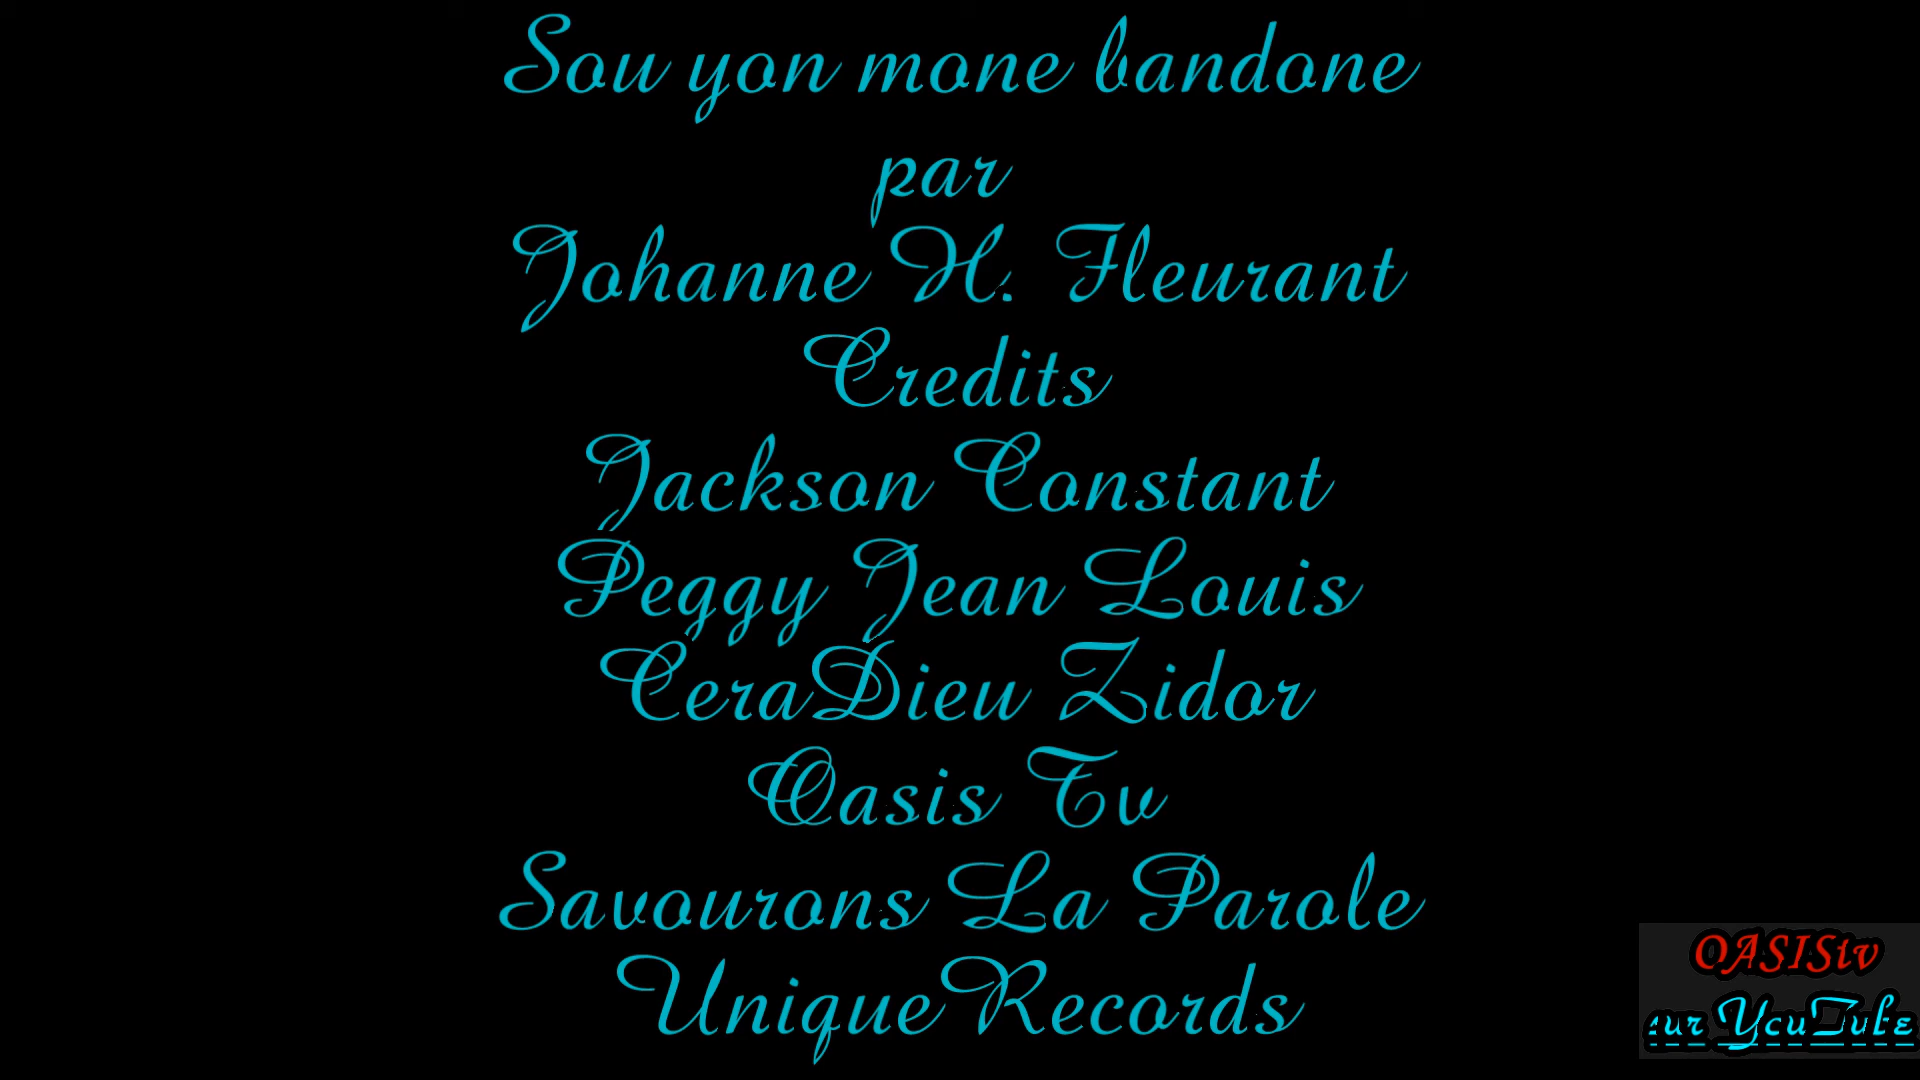 Sou yon mone bandone
par
Johanne H. Fleurant
Credits
Jackson Constant
Peggy Jean Louis
CeraDieu Zidor
Oasis Tv
Savourons La Parole
UniqueRecords
OASIStv
sur YouTube